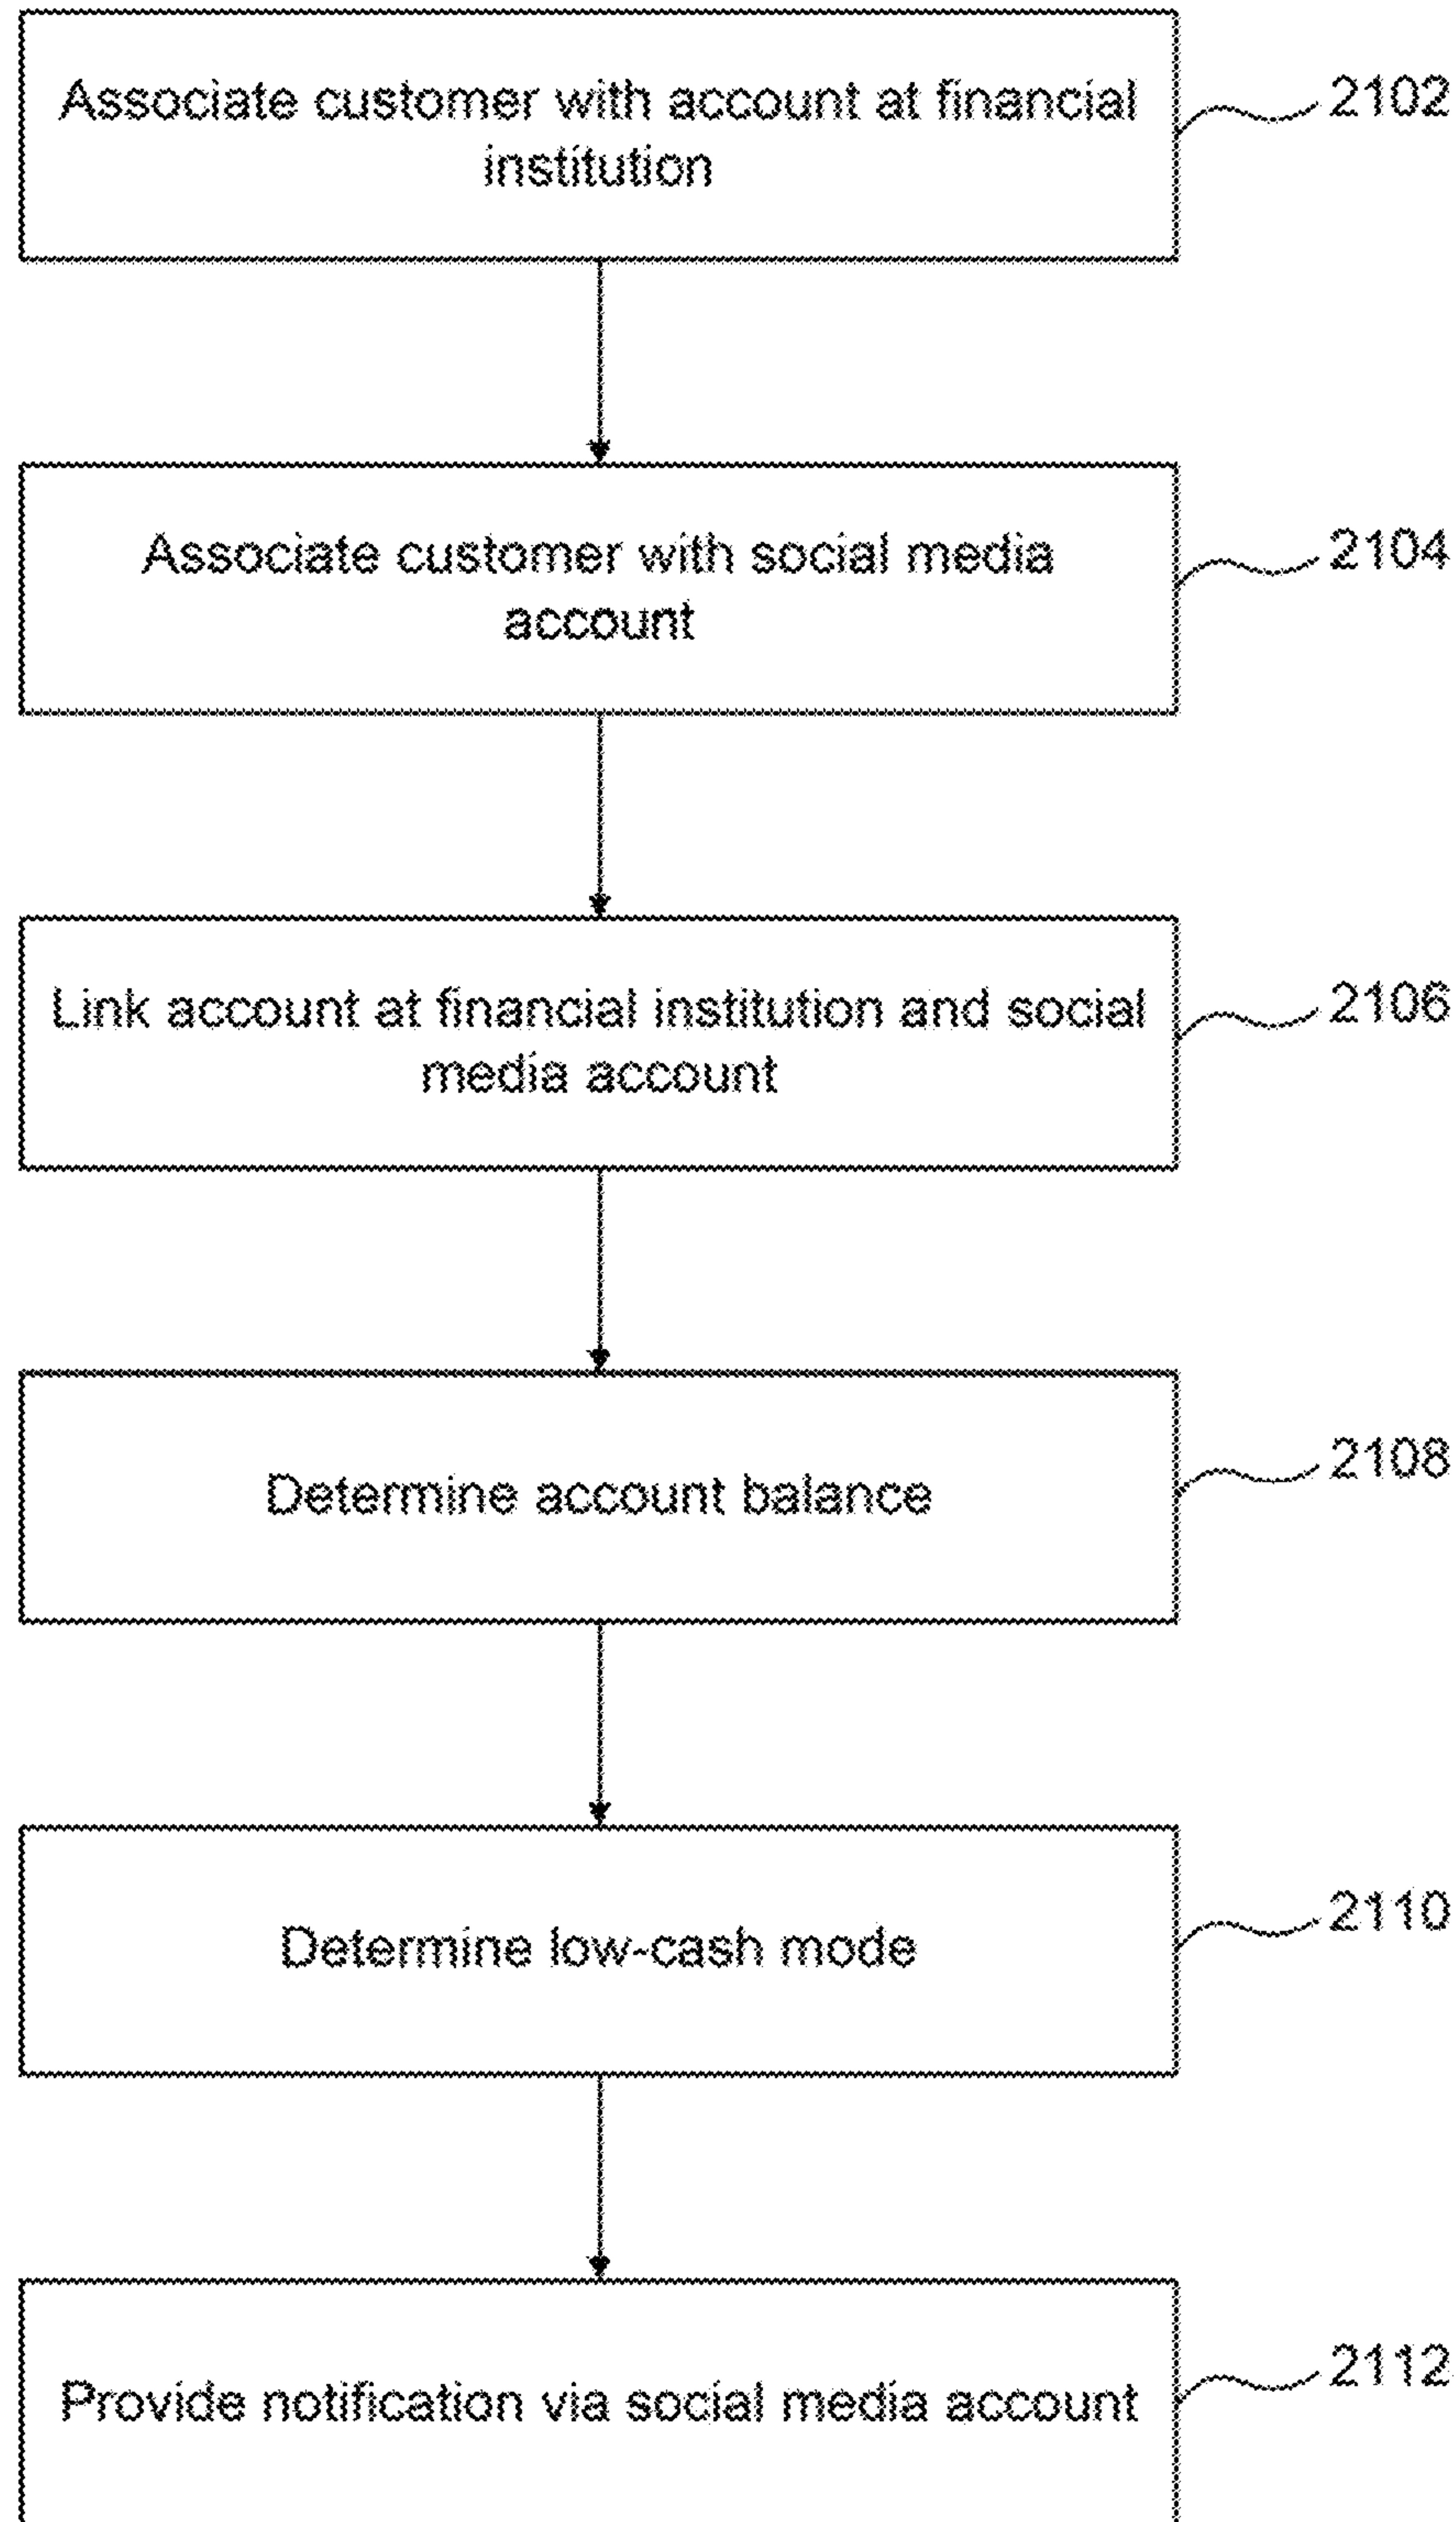 Associate customer with account at financial
institution
2102
Associate customer with social media
account
2104
Link account at financial institution and social
media account
2106
Determine account balance
2108
Determine low-cash mode
2110
Provide notification via social media account
2112